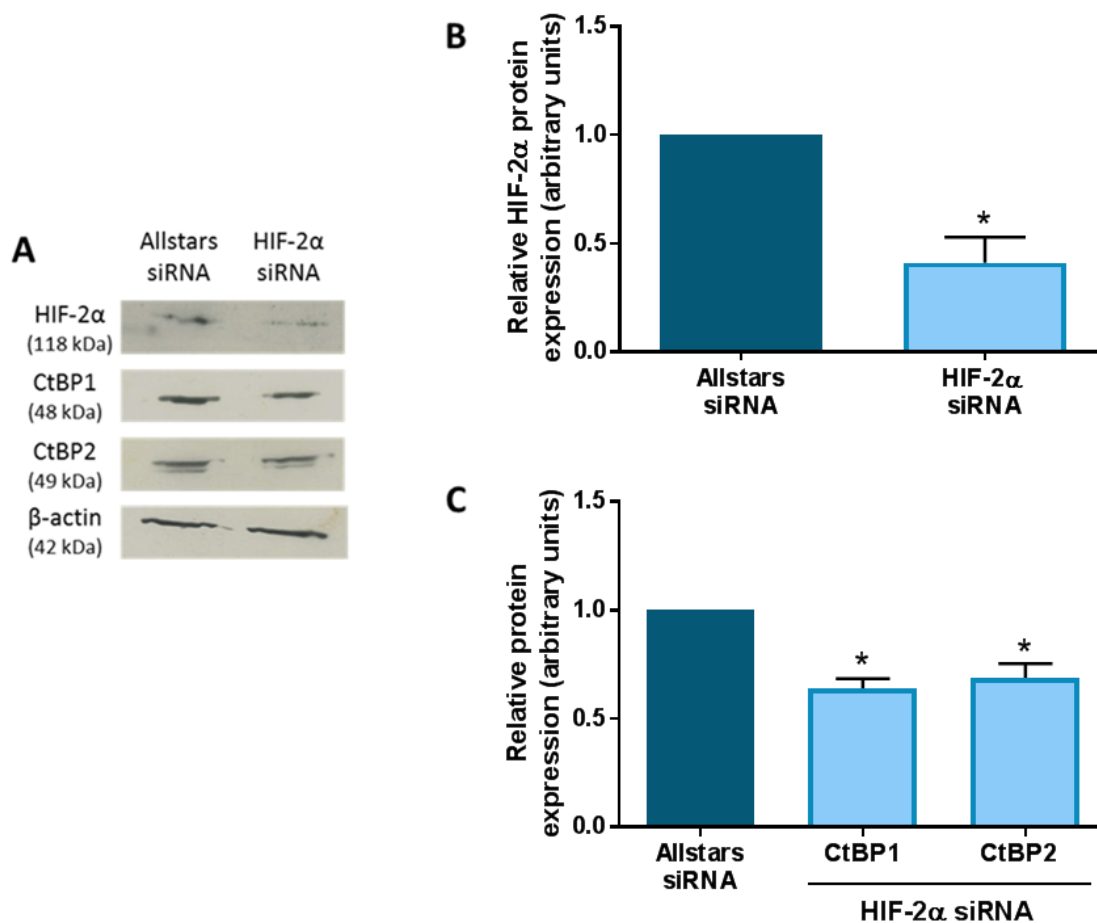 A
Allstars siRNA
HIF-2α siRNA
HIF-2α
(118 kDa)
CtBP1
(48 kDa)
CtBP2
(49 kDa)
β-actin
(42 kDa)
B
Relative HIF-2α protein
expression (arbitrary units)
1.5
1.0
0.5
0.0
*
Allstars
siRNA
HIF-2α
siRNA
C
Relative protein
expression (arbitrary units)
1.5
1.0
0.5
0.0
*
*
Allstars
siRNA
CtBP1
CtBP2
HIF-2α siRNA